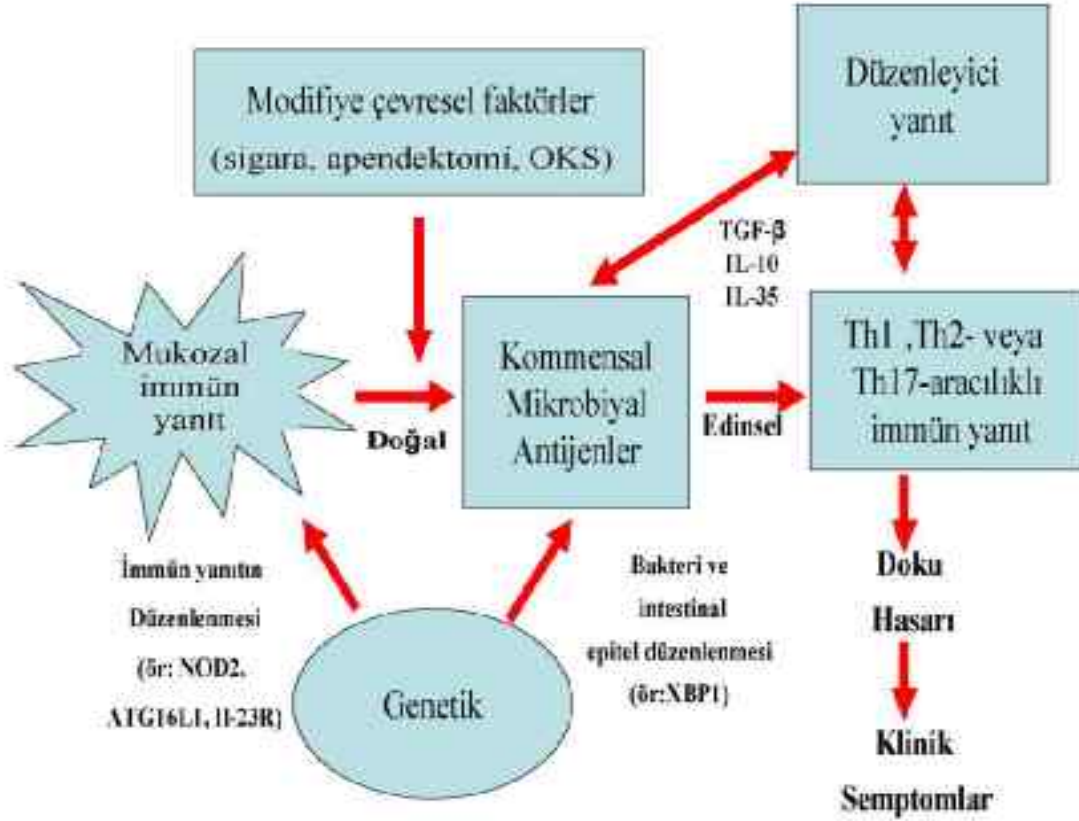 Modifiye çevresel faktörler
(sigara, apendektomi, OKS)
Düzenleyici
yanıt
TGF-β
IL-10
IL-35
Mukozal
immün
yanıt
Doğal
Kommensal
Mikrobiyal
Antijenler
Edinsel
Th1 ,Th2- veya
Th17-aracılıklı
immün yanıt
İmmün yanıtın
Düzenlenmesi
(ör: NOD2,
ATG16L1, Il-23R)
Genetik
Bakteri ve
intestinal
epitel düzenlenmesi
(ör:XBP1)
Doku
Hasarı
Klinik
Semptomlar